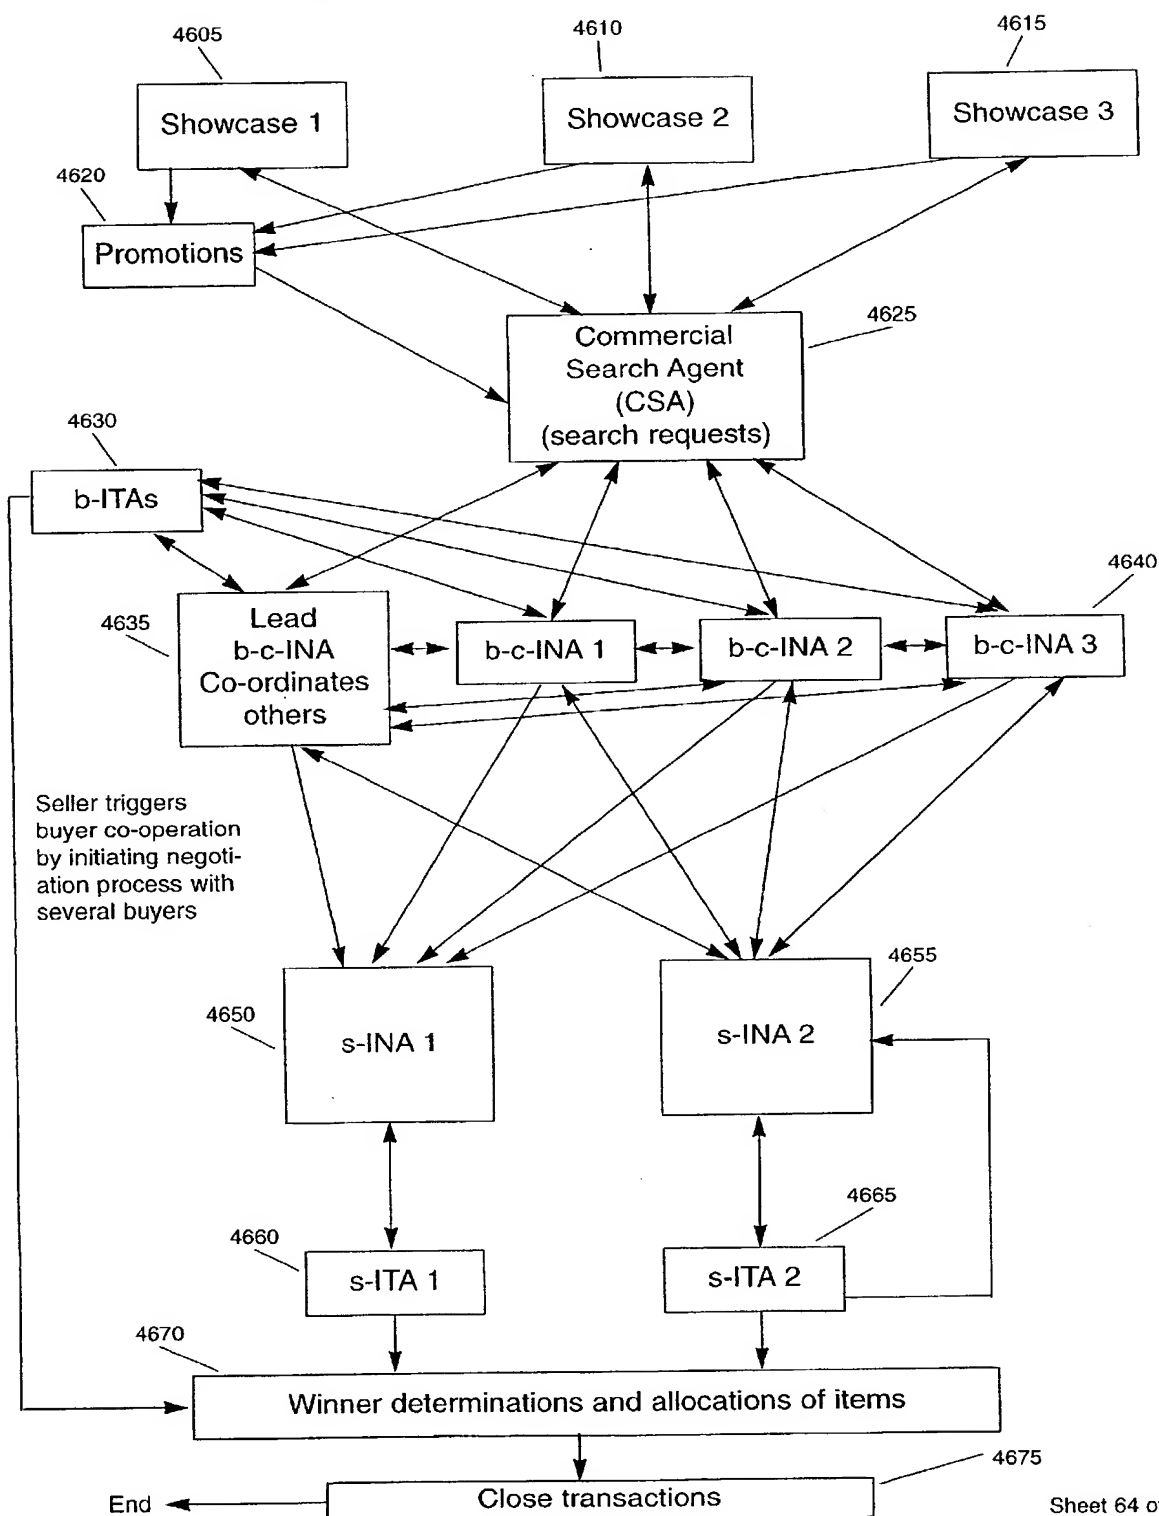 4605
4610
4615
Showcase 1
Showcase 2
Showcase 3
4620
Promotions
4625
Commercial
Search Agent
(CSA)
(search requests)
4630
b-ITAs
4640
4635
Lead
b-c-INA
Co-ordinates
others
b-c-INA 1
b-c-INA 2
b-c-INA 3
Seller triggers
buyer co-operation
by initiating negoti-
ation process with
several buyers
4655
4650
s-INA 1
s-INA 2
4665
4660
s-ITA 1
s-ITA 2
4670
Winner determinations and allocations of items
4675
Close transactions
End
Sheet 64 o